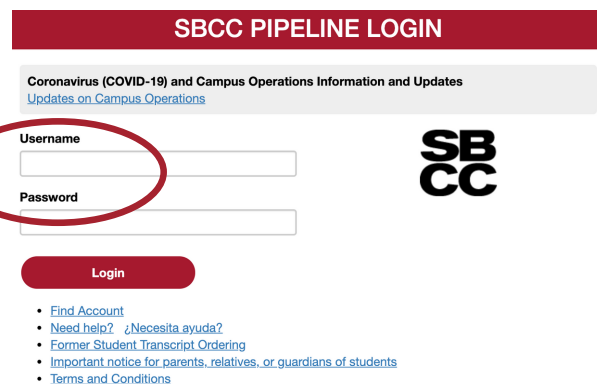 SBCC PIPELINE LOGIN
Coronavirus (COVID-19) and Campus Operations Information and Updates
Updates on Campus Operations
Username
SB
CC
Password
Login
• Find Account
• Need help? ¿Necesita ayuda?
• Former Student Transcript Ordering
• Important notice for parents, relatives, or guardians of students
• Terms and Conditions